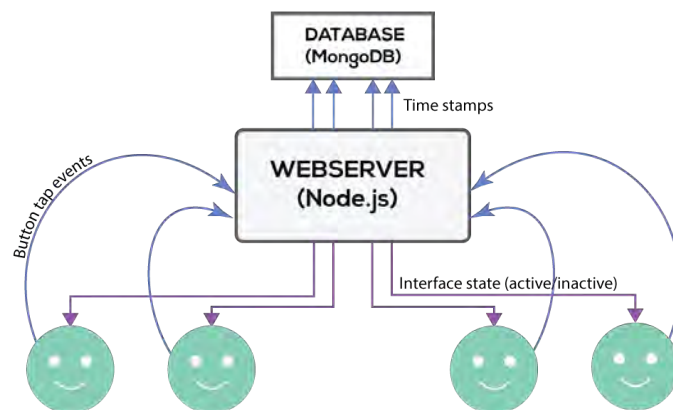 DATABASE
(MongoDB)
Time stamps
Button tap events
WEBSERVER
(Node.js)
Interface state (active/inactive)